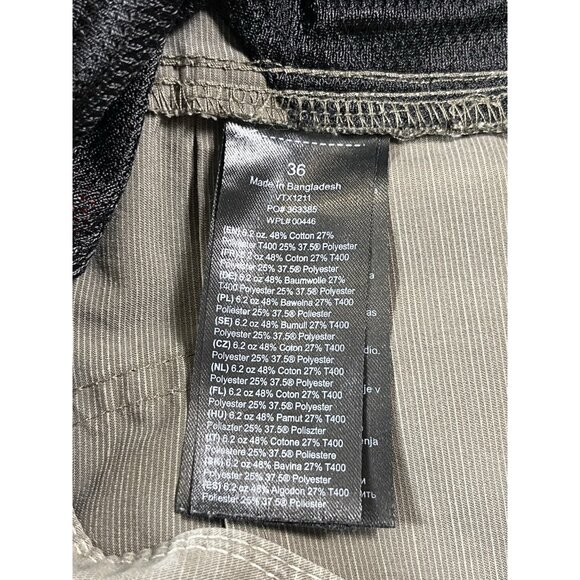 36
Made in Bangladesh
VTX1211
PO# 363385
WPL# 00446
(EN) 6.2 oz 48% Cotton 27%
Polyester T400 25% 37.5® Polyester
(FR) 6.2 oz 48% Coton 27% T400
Polyester 25% 37.5® Polyester
(DE) 6.2 oz 48% Baumwolle 27%
T400 Polyester 25% 37.5® Polyester
(PL) 6.2 oz 48% Bawelna 27% T400
Poliester 25% 37.5® Poliester
(SE) 6.2 oz 48% Bumull 27% T400
Polyester 25% 37.5® Polyester
(CZ) 6.2 oz 48% Coton 27% T400
Polyester 25% 37.5® Polyester
(NL) 6.2 oz 48% Coton 27% T400
Polyester 25% 37.5® Polyester
(FL) 6.2 oz 48% Coton 27% T400
Polyester 25% 37.5® Polyester
(HU) 6.2 oz 48% Pamut 27% T400
Poliszter 25% 37.5® Poliszter
(IT) 6.2 oz 48% Cotone 27% T400
Poliestere 25% 37.5® Poliestere
6.2 oz 48% Bavlna 27% T400
Polyester 25% 37.5® Polyester
(ES) 6.2 oz 48% Algodon 27% T400
Poliéster 25% 37.5® Poliéster